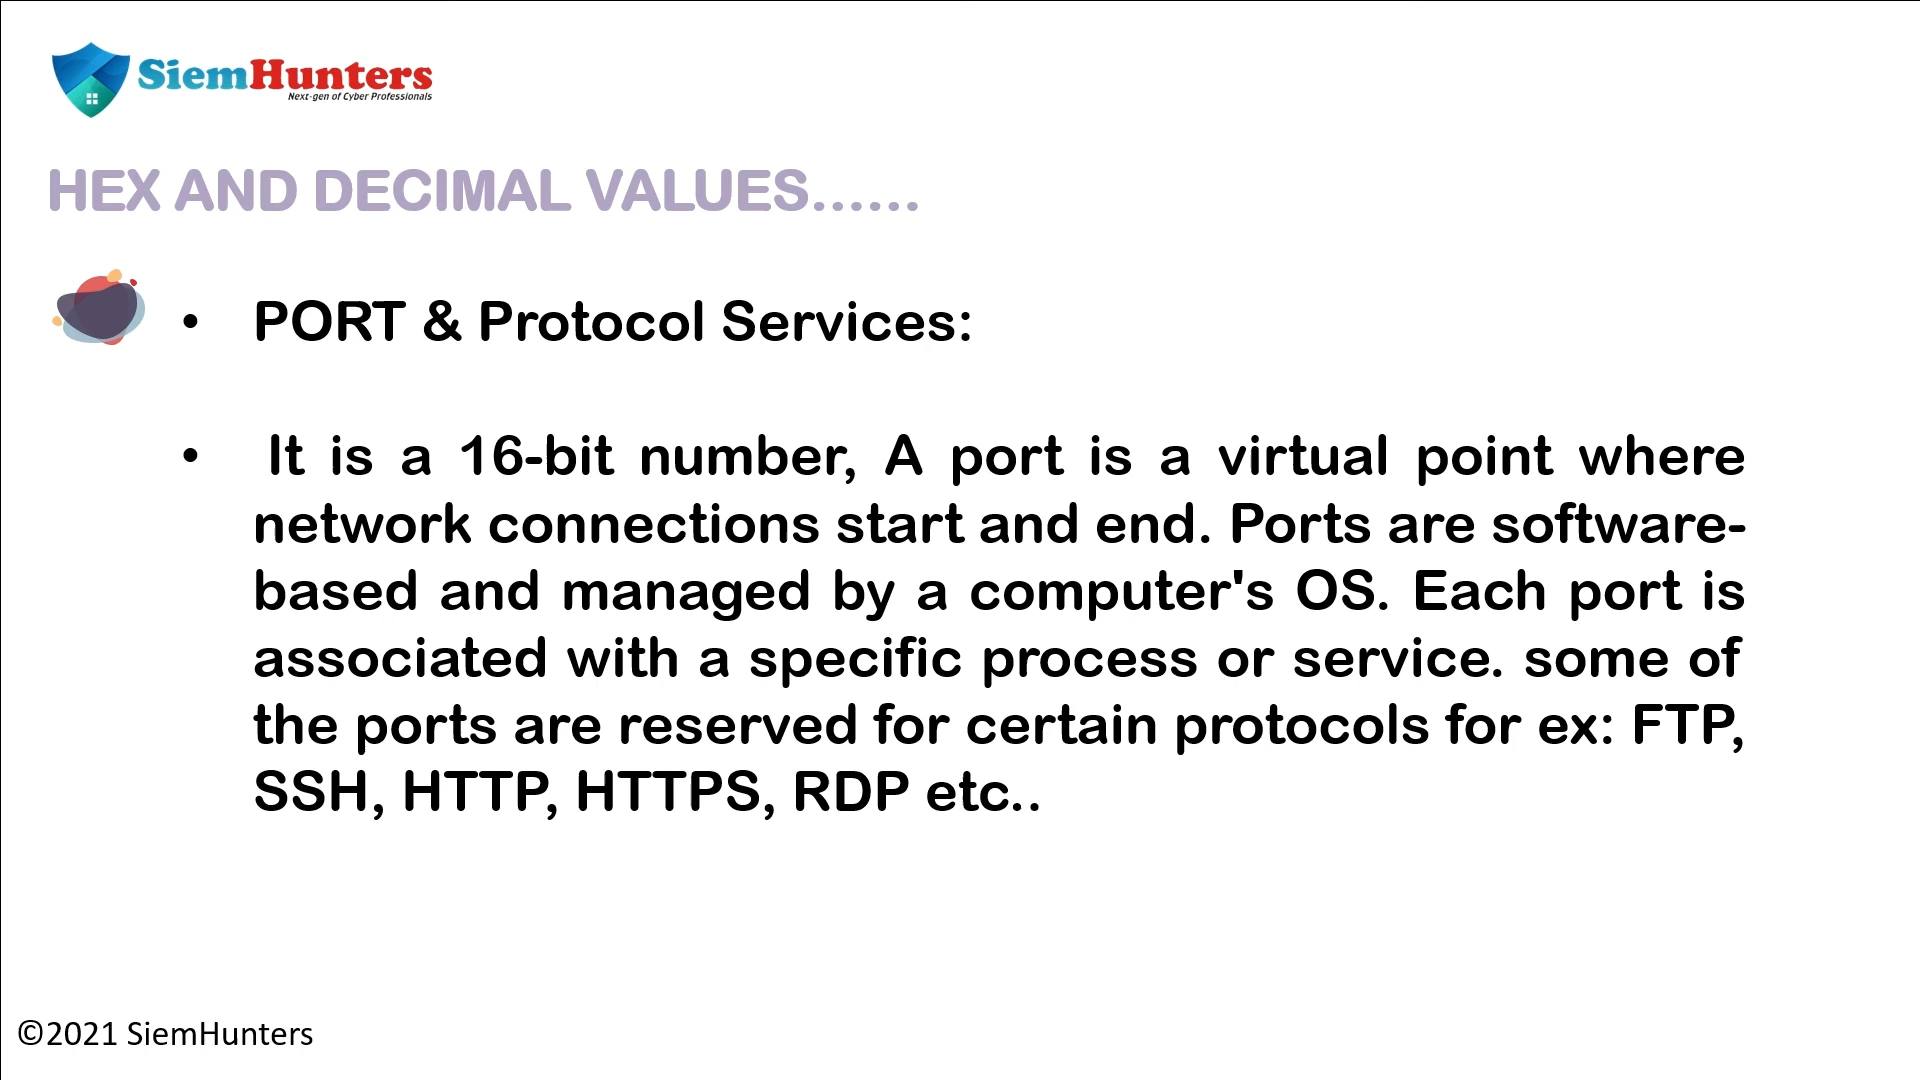 SiemHunters
Next-gen of Cyber Professionals
HEX AND DECIMAL VALUES......
• PORT & Protocol Services:
• It is a 16-bit number, A port is a virtual point where
network connections start and end. Ports are software-
based and managed by a computer's OS. Each port is
associated with a specific process or service. some of
the ports are reserved for certain protocols for ex: FTP,
SSH, HTTP, HTTPS, RDP etc..
©2021 SiemHunters